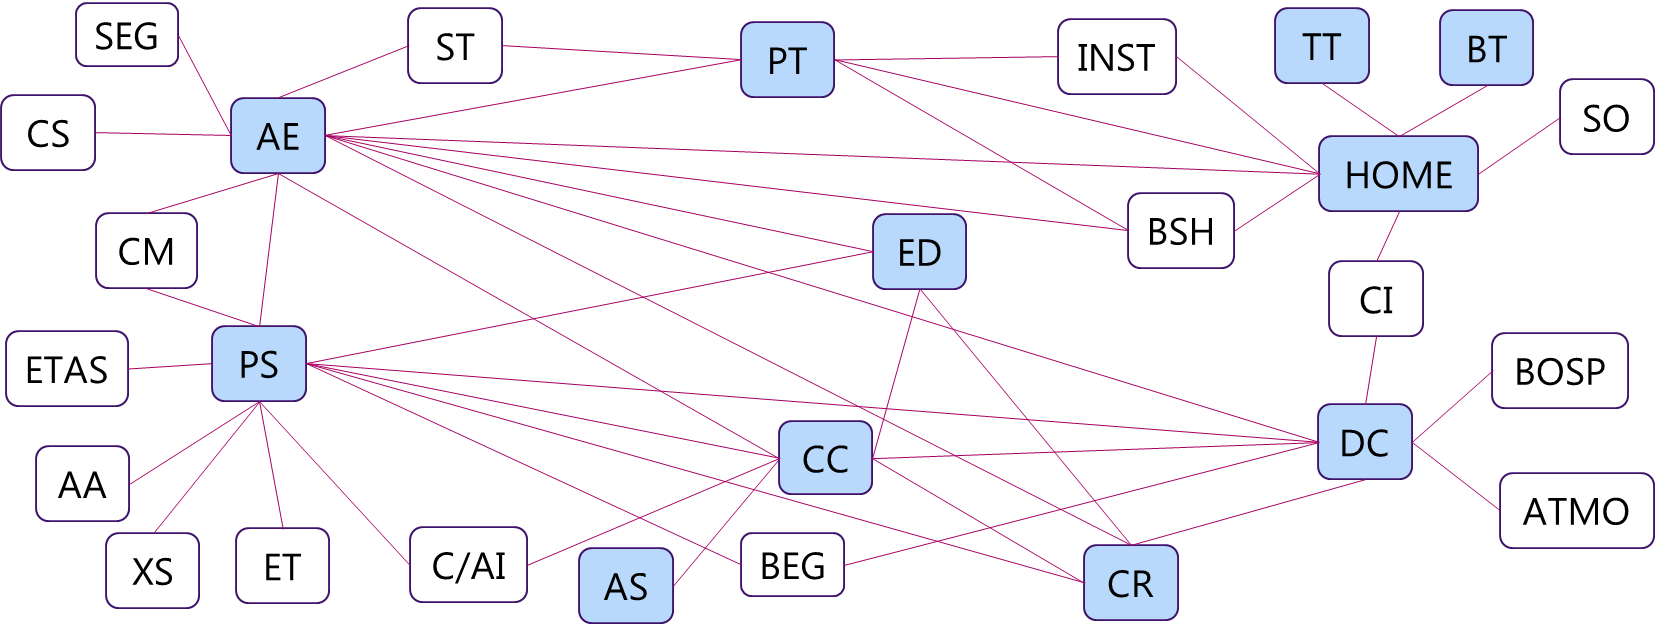 SEG
ST
PT
INST
TT
BT
CS
AE
SO
HOME
CM
ED
BSH
CI
ETAS
PS
BOSP
AA
CC
DC
ATMO
XS
ET
C/AI
AS
BEG
CR